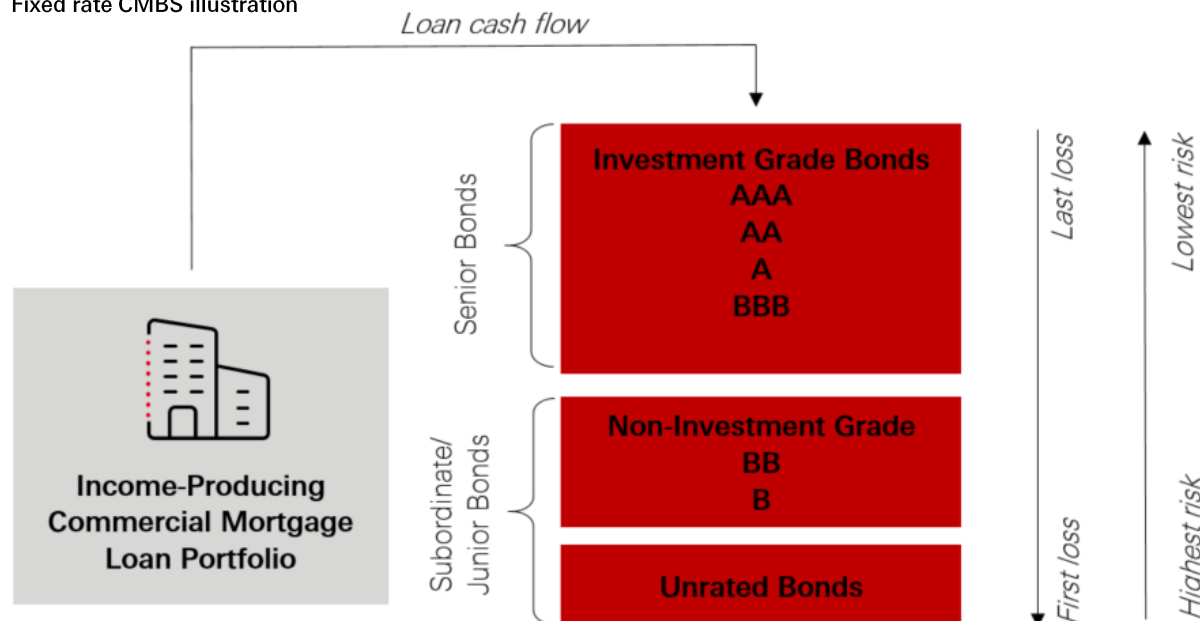 Fixed rate CMBS illustration
Loan cash flow
Investment Grade Bonds
AAA
AA
A
BBB
Senior Bonds
Last loss
Lowest risk
Non-Investment Grade
BB
B
Subordinate/
Junior Bonds
Income-Producing
Commercial Mortgage
Loan Portfolio
Unrated Bonds
First loss
Highest risk